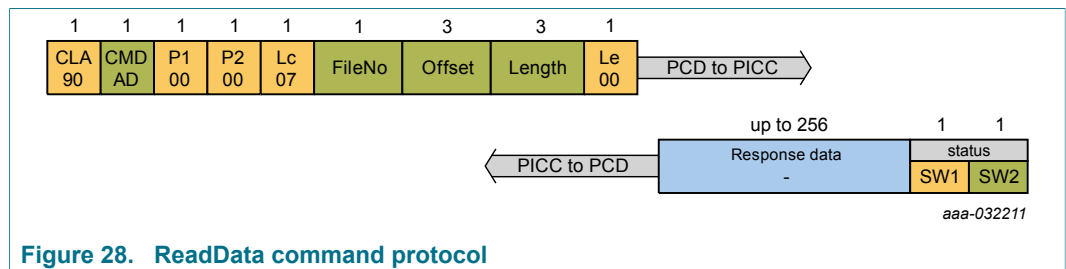 1 1 1 1 1 1 3 3 1
CLA CMD P1 P2 Lc FileNo Offset Length Le PCD to PICC
90 AD 00 00 07 00
up to 256 1 1
PICC to PCD Response data status
- SW1 SW2
aaa-032211
Figure 28. ReadData command protocol